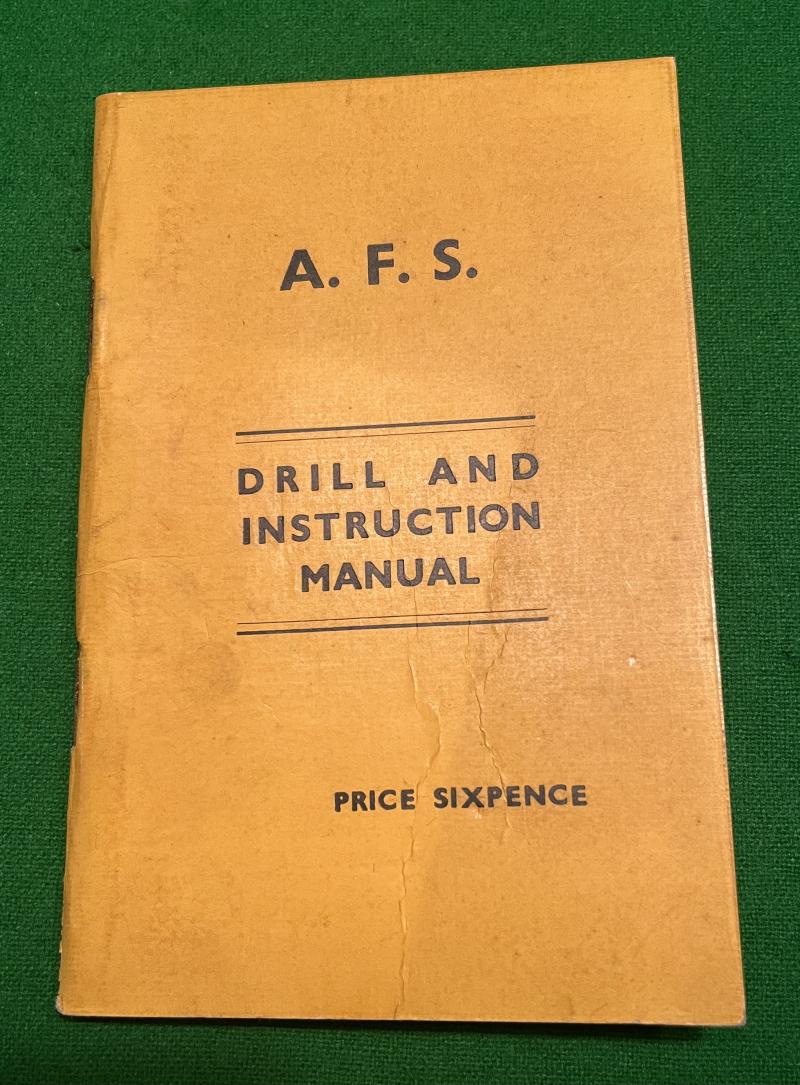 A. F. S.
DRILL AND
INSTRUCTION
MANUAL
PRICE SIXPENCE